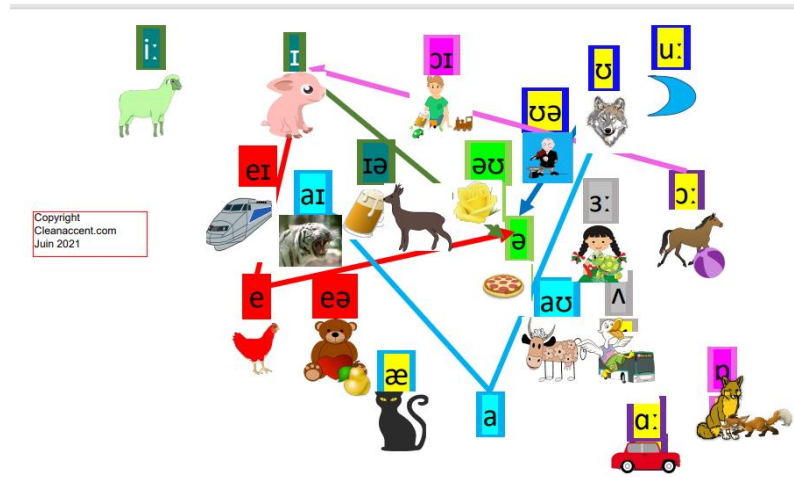 iː
ɪ
ɔɪ
ʊ
uː
ʊə
eɪ
aɪ
ɪə
əʊ
ɜː
ɔː
Copyright
Cleanaccent.com
Juin 2021
ə
e
eə
aʊ
ʌ
æ
a
ɑː
ɒ